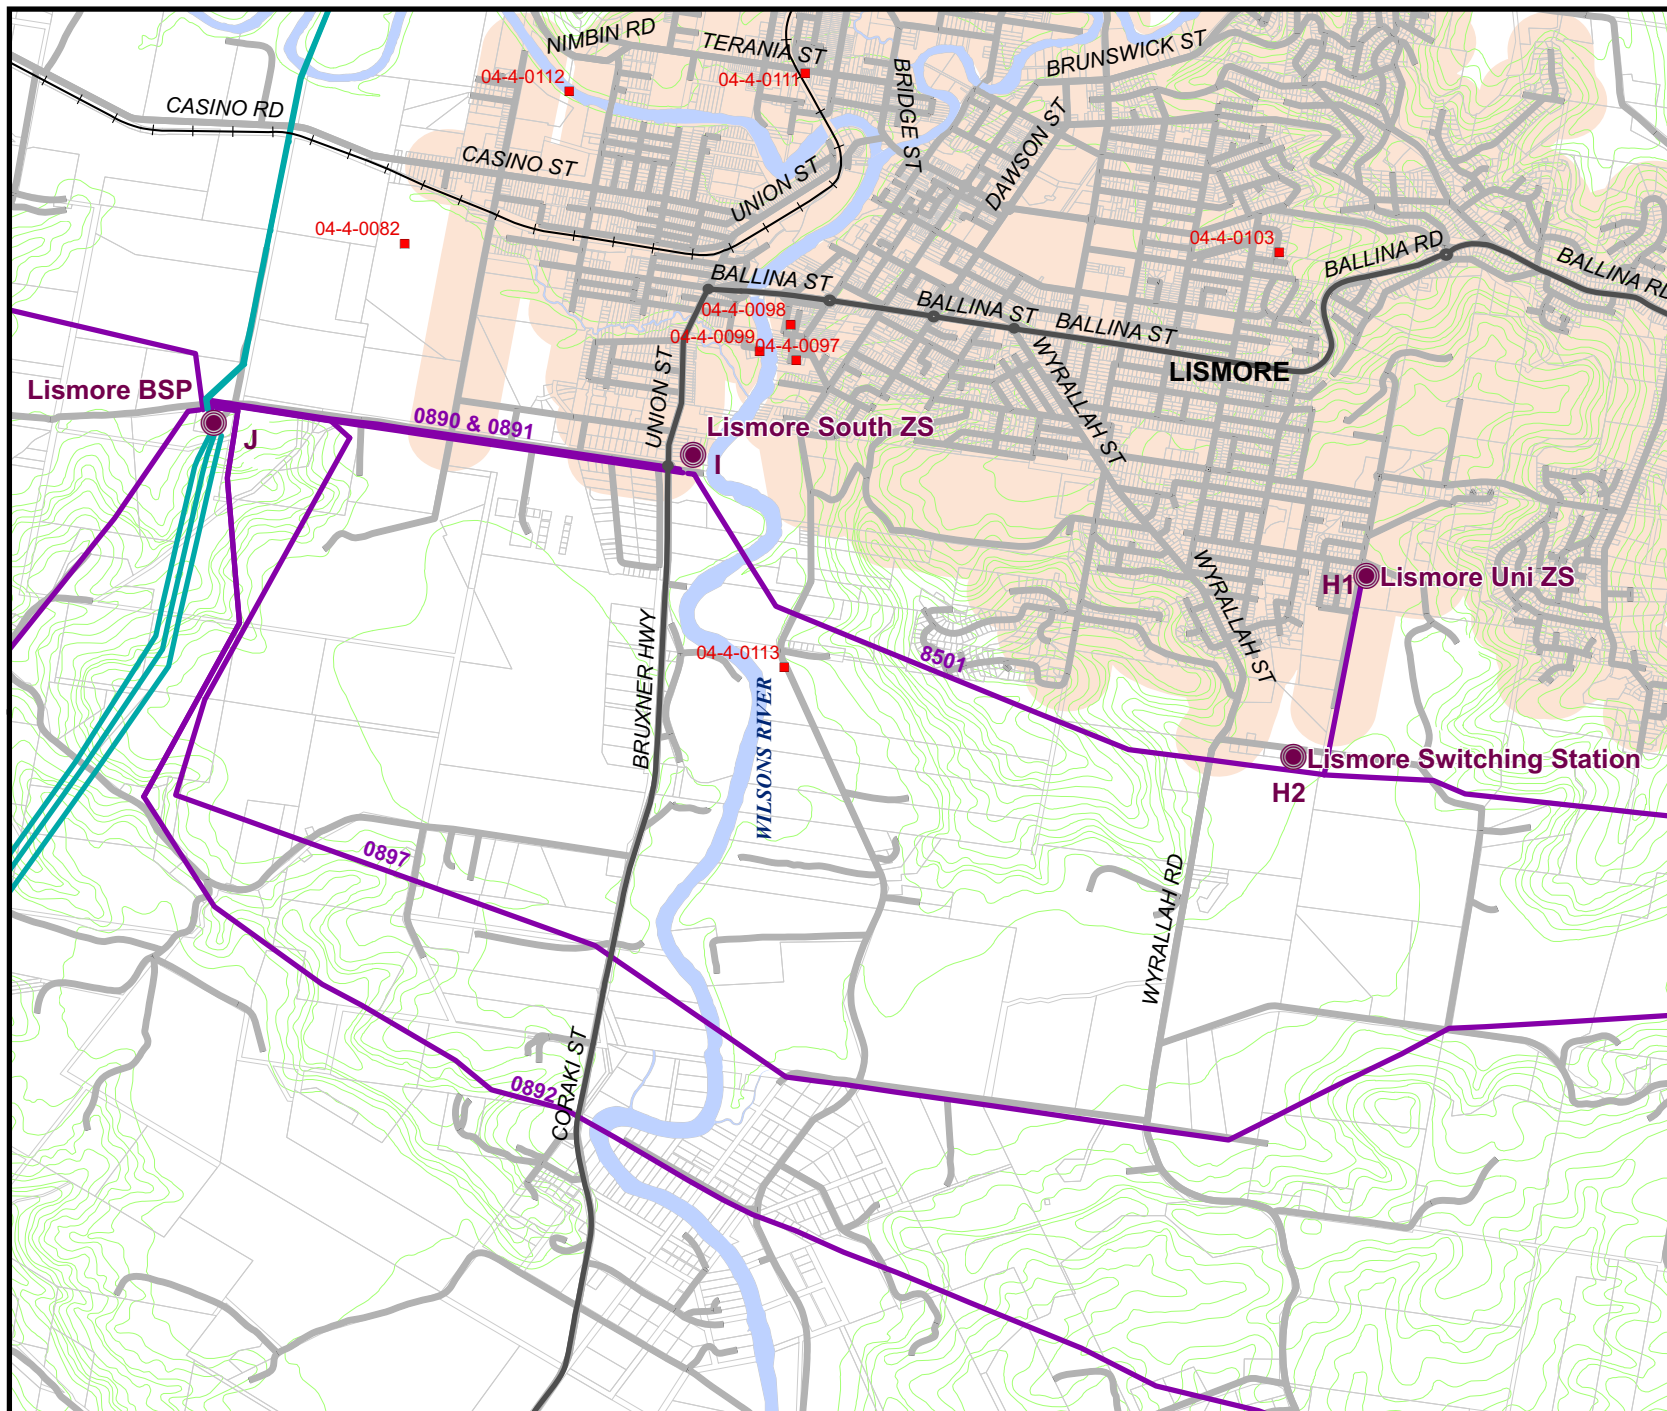 NIMBIN RD
TERANIA ST
BRUNSWICK ST
BRIDGE ST
04-4-0112
04-4-0111
CASINO RD
DAWSON ST
CASINO ST
UNION ST
04-4-0082
04-4-0103
BALLINA RD
BALLINA RD
BALLINA ST
BALLINA ST
BALLINA ST
04-4-0098
04-4-0099
04-4-0097
WYRALLAH ST
LISMORE
UNION ST
Lismore BSP
J
0890 & 0891
Lismore South ZS
I
WYRALLAH ST
H1
Lismore Uni ZS
BRUXNER HWY
04-4-0113
8501
WILSONS RIVER
Lismore Switching Station
H2
0897
WYRALLAH RD
CORAKI ST
0892